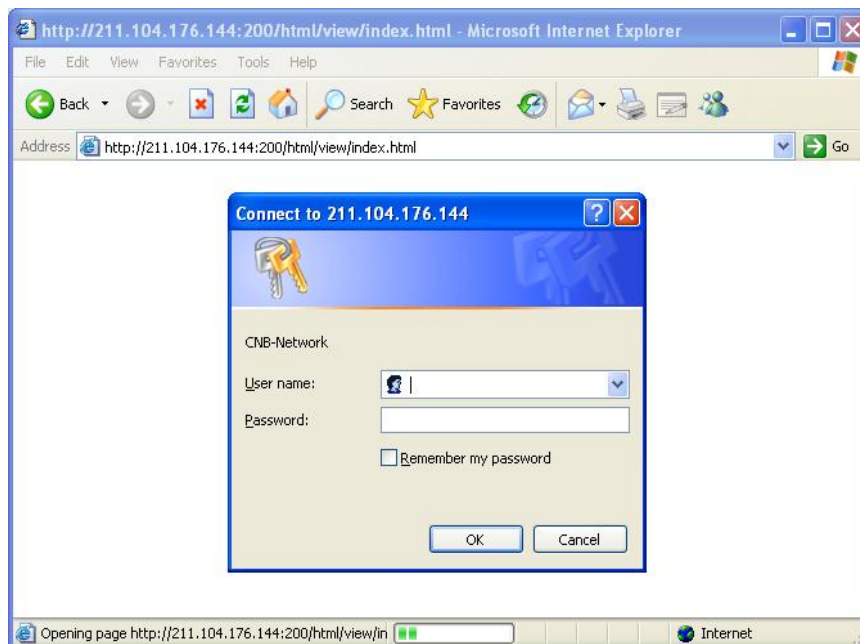 http://211.104.176.144:200/html/view/index.html - Microsoft Internet Explorer
File Edit View Favorites Tools Help
Back Search Favorites
Address http://211.104.176.144:200/html/view/index.html Go
Connect to 211.104.176.144
CNB-Network
User name:
Password:
Remember my password
OK Cancel
Opening page http://211.104.176.144:200/html/view/in Internet